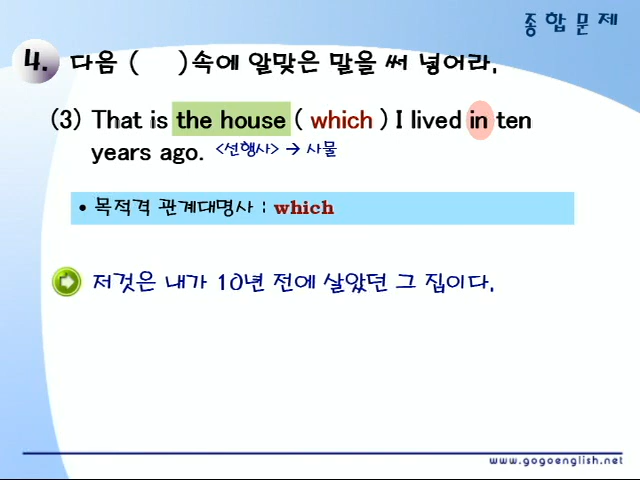 종합문제
4. 다음 (    )속에 알맞은 말을 써 넣어라.
(3) That is the house ( which ) I lived in ten
years ago. <선행사> → 사물
• 목적격 관계대명사 : which
저것은 내가 10년 전에 살았던 그 집이다.
www.gogoenglish.net